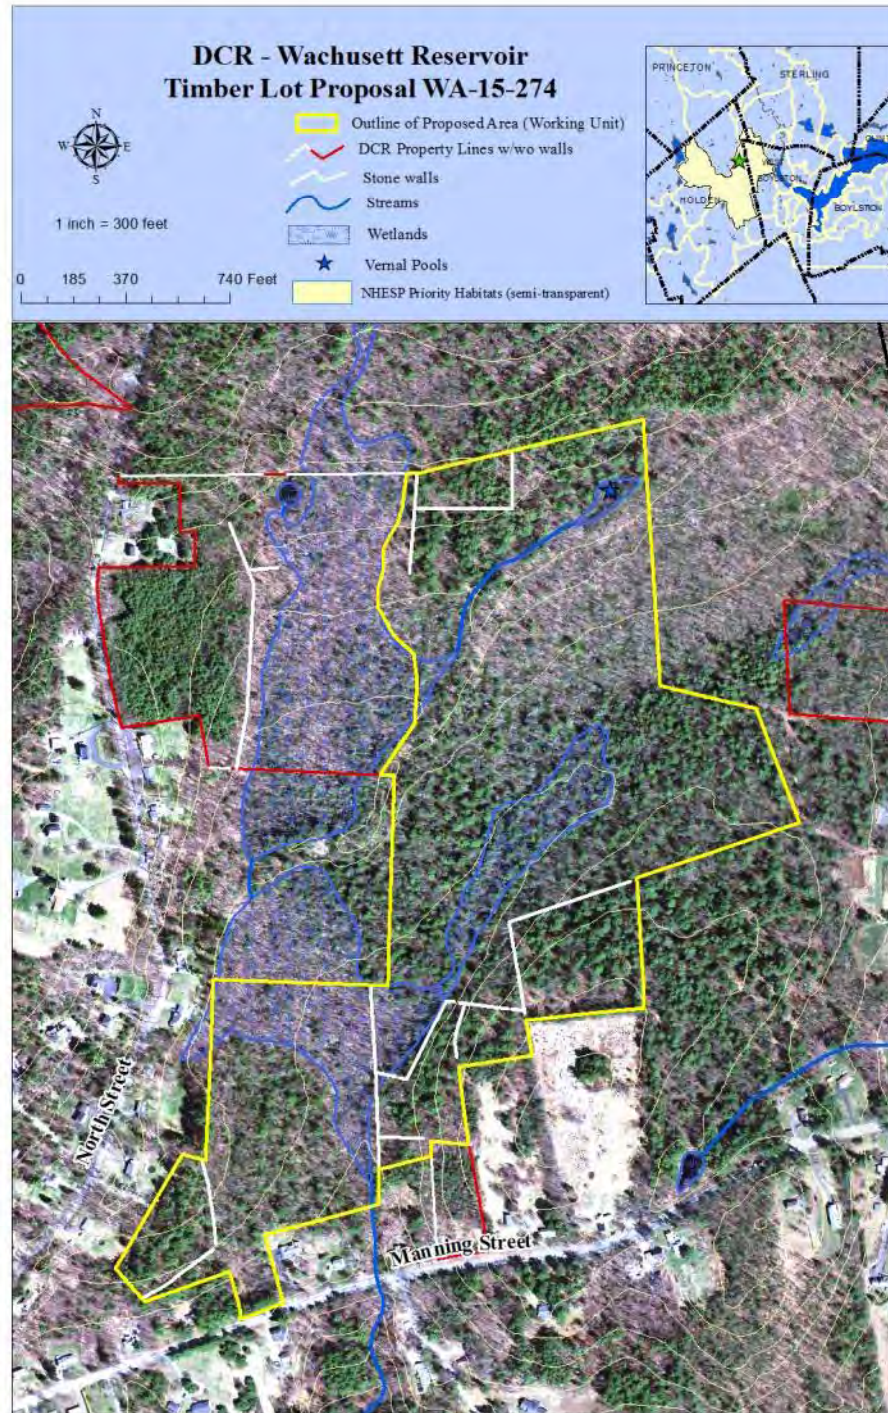 DCR - Wachusett Reservoir
Timber Lot Proposal WA-15-274
N
W E
S
1 inch = 300 feet
0 185 370 740 Feet
Outline of Proposed Area (Working Unit)
DCR Property Lines w/wo walls
Stone walls
Streams
Wetlands
Vernal Pools
NHESP Priority Habitats (semi-transparent)
PRINCETON
STERLING
BOYLSTON
HOLDEN
BOYLSTON
North Street
Manning Street